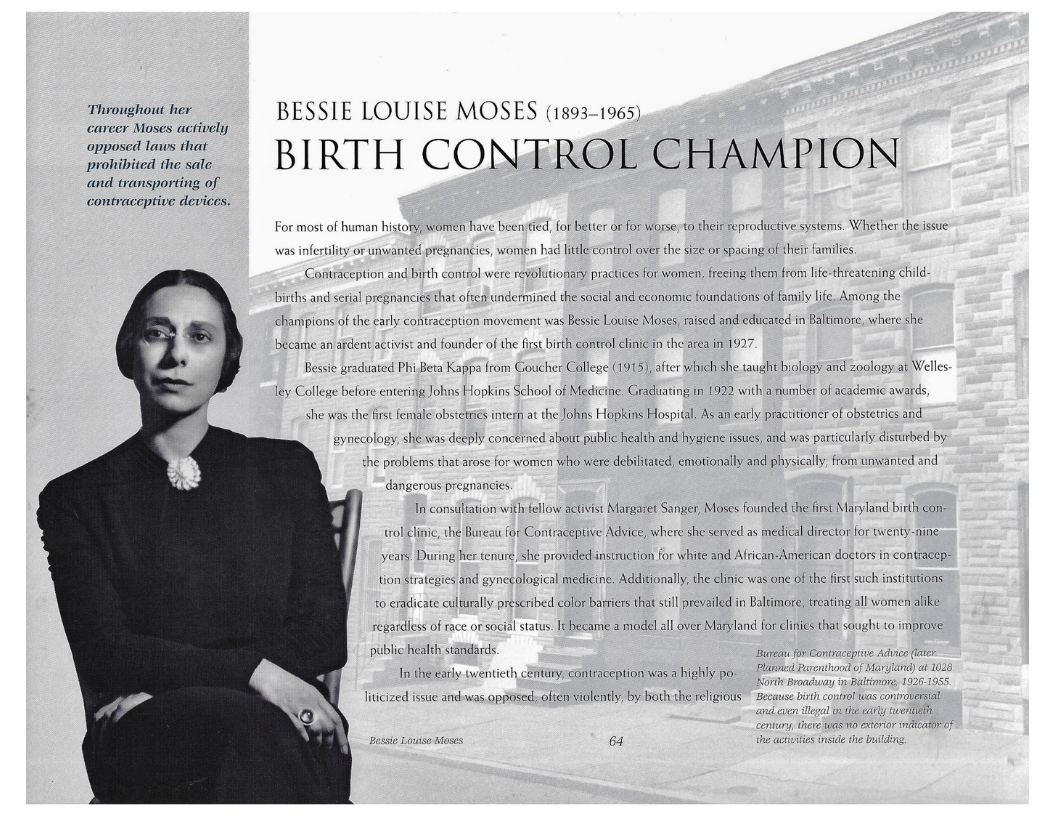 Throughout her
career Moses actively
opposed laws that
prohibited the sale
and transporting of
contraceptive devices.
BESSIE LOUISE MOSES (1893–1965)
BIRTH CONTROL CHAMPION
For most of human history, women have been tied, for better or for worse, to their reproductive systems. Whether the issue
was infertility or unwanted pregnancies, women had little control over the size or spacing of their families.
Contraception and birth control were revolutionary practices for women, freeing them from life-threatening child-
births and serial pregnancies that often undermined the social and economic foundations of family life. Among the
champions of the early contraception movement was Bessie Louise Moses, raised and educated in Baltimore, where she
became an ardent activist and founder of the first birth control clinic in the area in 1927.
Bessie graduated Phi Beta Kappa from Goucher College (1915), after which she taught biology and zoology at Welles-
ley College before entering Johns Hopkins School of Medicine. Graduating in 1922 with a number of academic awards,
she was the first female obstetrics intern at the Johns Hopkins Hospital. As an early practitioner of obstetrics and
gynecology, she was deeply concerned about public health and hygiene issues, and was particularly disturbed by
the problems that arose for women who were debilitated, emotionally and physically, from unwanted and
dangerous pregnancies.
In consultation with fellow activist Margaret Sanger, Moses founded the first Maryland birth con-
trol clinic, the Bureau for Contraceptive Advice, where she served as medical director for twenty-nine
years. During her tenure, she provided instruction for white and African-American doctors in contracep-
tion strategies and gynecological medicine. Additionally, the clinic was one of the first such institutions
to eradicate culturally prescribed color barriers that still prevailed in Baltimore, treating all women alike
regardless of race or social status. It became a model all over Maryland for clinics that sought to improve
public health standards.
In the early twentieth century, contraception was a highly po-
liticized issue and was opposed, often violently, by both the religious
Bureau for Contraceptive Advice (later
Planned Parenthood of Maryland) at 1028
North Broadway in Baltimore, 1926-1955.
Because birth control was controversial
and even illegal in the early twentieth
century, there was no exterior indicator of
the activities inside the building.
Bessie Louise Moses
64